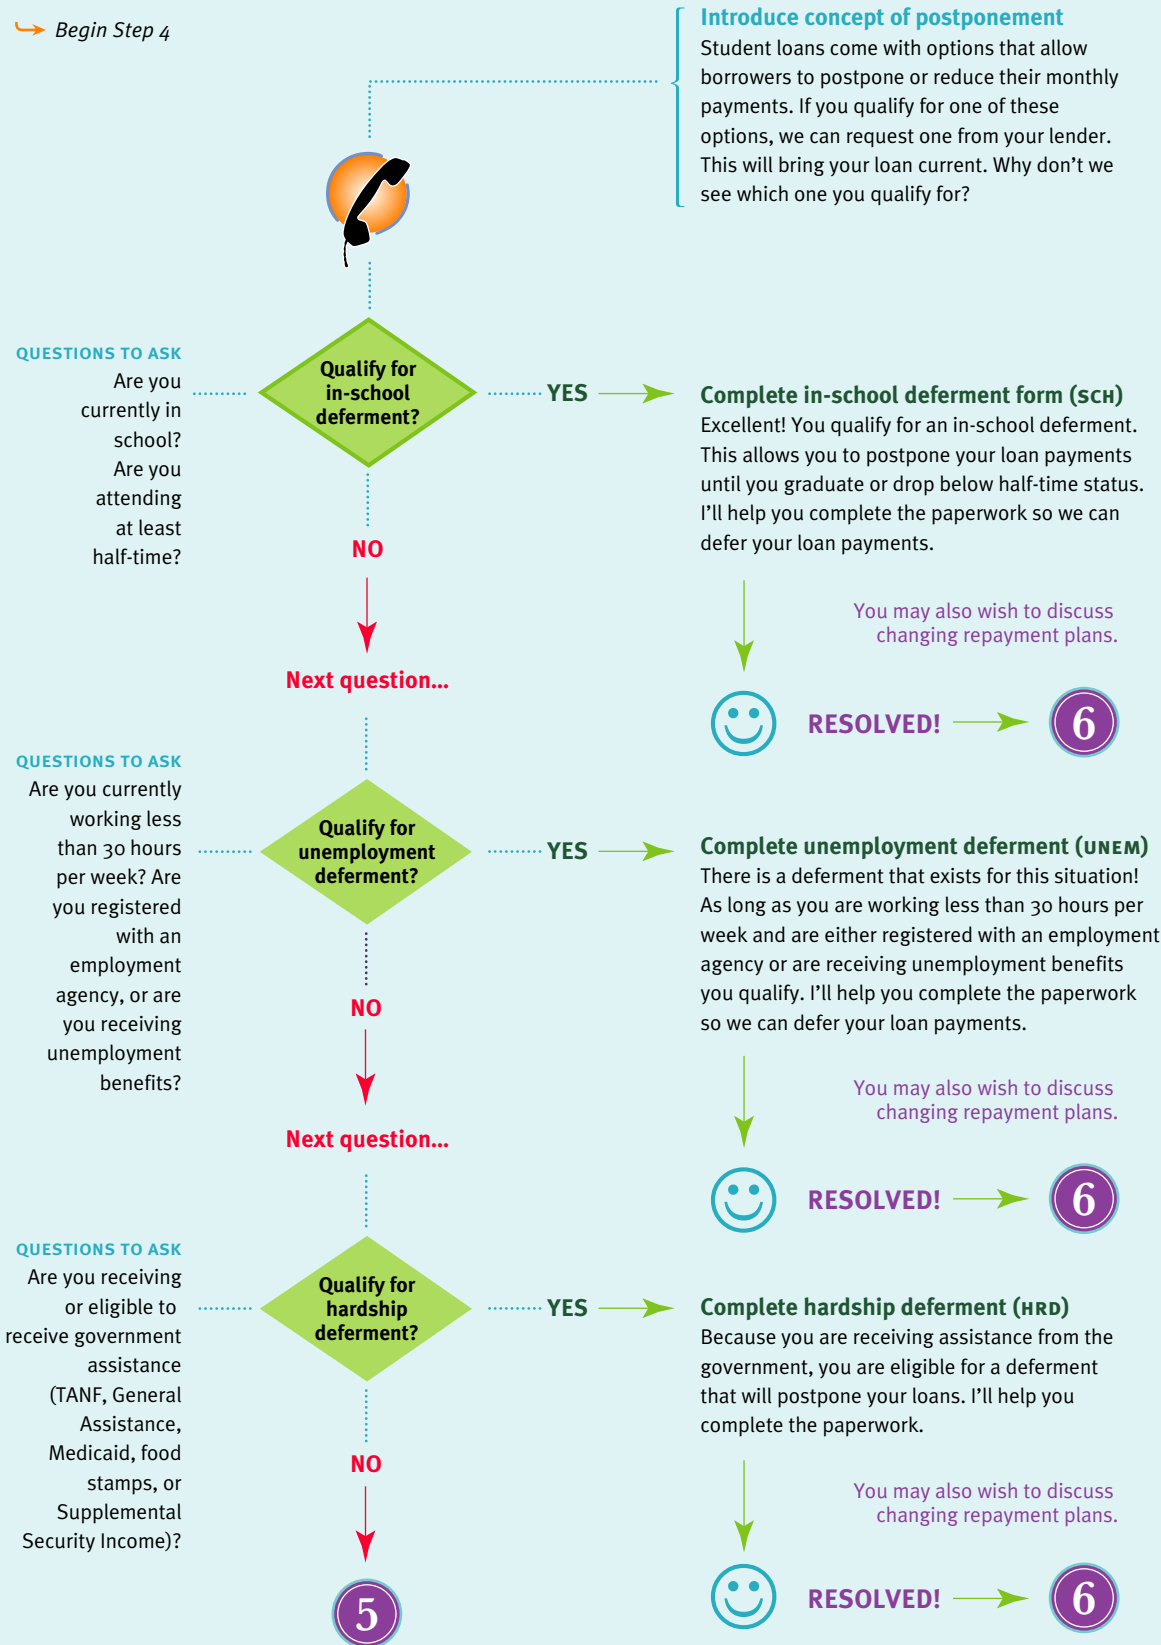 Begin Step 4
Introduce concept of postponement
Student loans come with options that allow
borrowers to postpone or reduce their monthly
payments. If you qualify for one of these
options, we can request one from your lender.
This will bring your loan current. Why don’t we
see which one you qualify for?
QUESTIONS TO ASK
Are you
currently in
school?
Are you
attending
at least
half-time?
Qualify for
in-school
deferment?
YES
Complete in-school deferment form (SCH)
Excellent! You qualify for an in-school deferment.
This allows you to postpone your loan payments
until you graduate or drop below half-time status.
I’ll help you complete the paperwork so we can
defer your loan payments.
NO
Next question...
You may also wish to discuss
changing repayment plans.
RESOLVED!
6
QUESTIONS TO ASK
Are you currently
working less
than 30 hours
per week? Are
you registered
with an
employment
agency, or are
you receiving
unemployment
benefits?
Qualify for
unemployment
deferment?
YES
Complete unemployment deferment (UNEM)
There is a deferment that exists for this situation!
As long as you are working less than 30 hours per
week and are either registered with an employment
agency or are receiving unemployment benefits
you qualify. I’ll help you complete the paperwork
so we can defer your loan payments.
NO
Next question...
You may also wish to discuss
changing repayment plans.
RESOLVED!
6
QUESTIONS TO ASK
Are you receiving
or eligible to
receive government
assistance
(TANF, General
Assistance,
Medicaid, food
stamps, or
Supplemental
Security Income)?
Qualify for
hardship
deferment?
YES
Complete hardship deferment (HRD)
Because you are receiving assistance from the
government, you are eligible for a deferment
that will postpone your loans. I’ll help you
complete the paperwork.
NO
5
You may also wish to discuss
changing repayment plans.
RESOLVED!
6